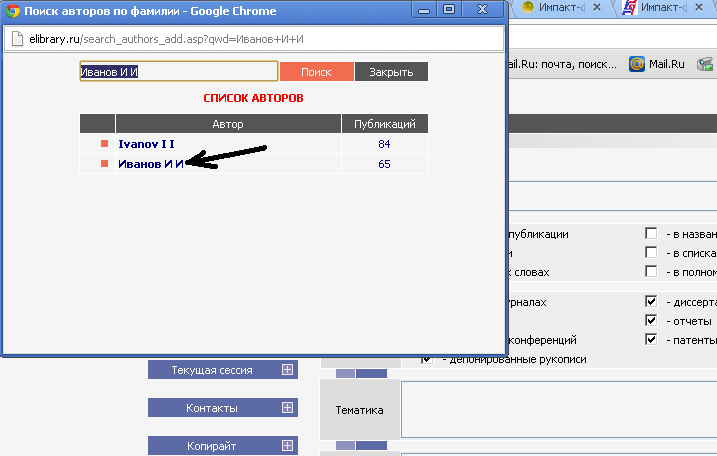 Поиск авторов по фамилии - Google Chrome
elibrary.ru/search_authors_add.asp?qwd=Иванов+И+И
Иванов И И Поиск Закрыть
СПИСОК АВТОРОВ
Автор Публикаций
Ivanov I I 84
Иванов И И 65
Импакт-ф
Импакт-ф
ail.Ru: почта, поиск... Mail.Ru
публикации - в назван
и - в списка
х словах - в полном
урналах - диссерта
- отчеты
конференций - патенты
- депонированные рукописи
Текущая сессия
Контакты
Тематика
Копирайт